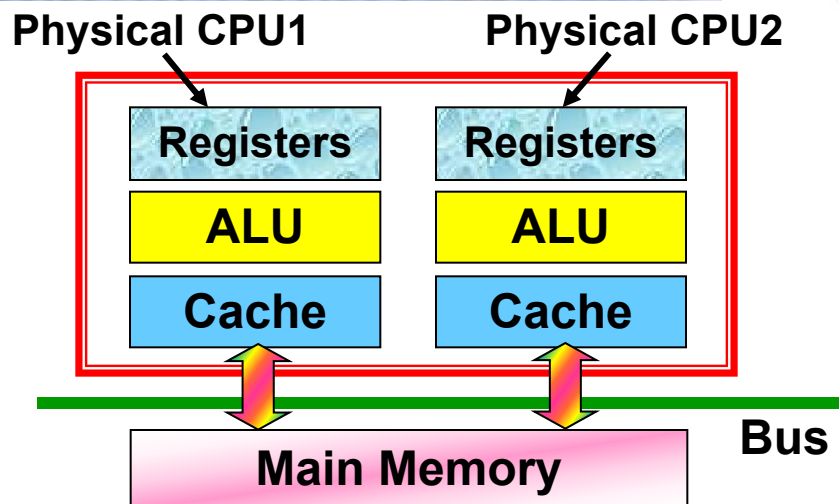 Physical CPU1
Physical CPU2
Registers
Registers
ALU
ALU
Cache
Cache
Bus
Main Memory